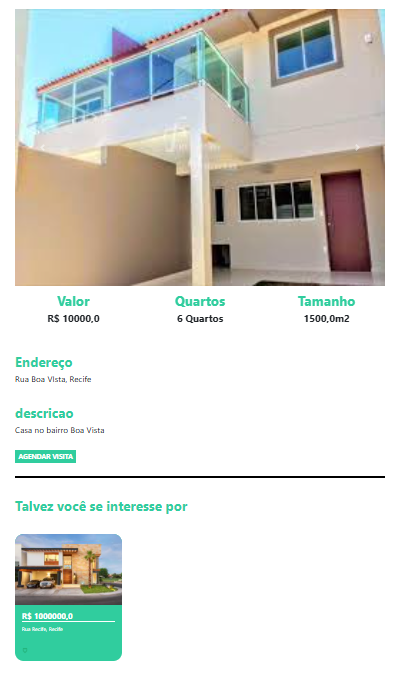 Valor
Quartos
Tamanho
R$ 10000,0
6 Quartos
1500,0m2
Endereço
Rua Boa VIsta, Recife
descricao
Casa no bairro Boa Vista
AGENDAR VISITA
Talvez você se interesse por
R$ 1000000,0
Rua Recife, Recife